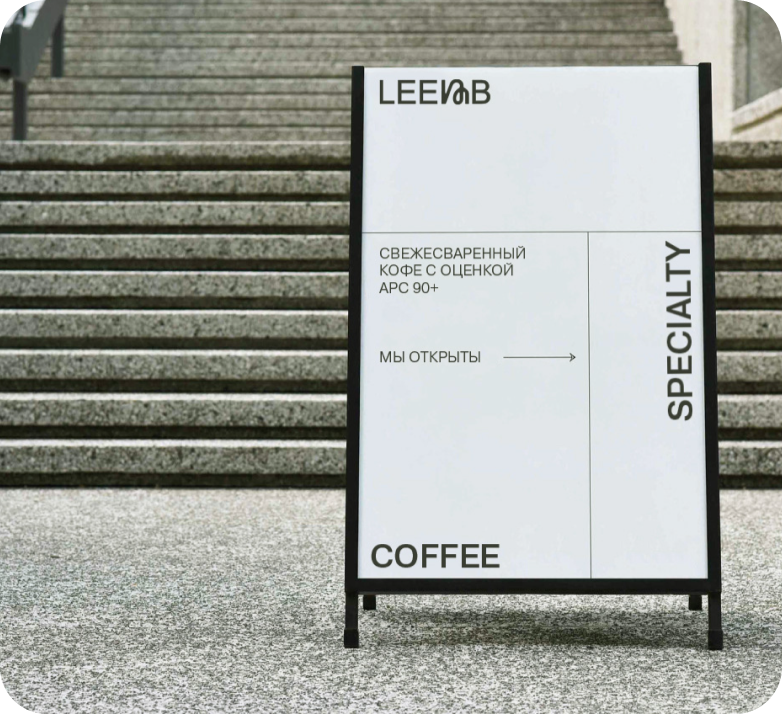 LEEMB
СВЕЖЕСВАРЕННЫЙ
КОФЕ С ОЦЕНКОЙ
АРС 90+
МЫ ОТКРЫТЫ
SPECIALTY
COFFEE